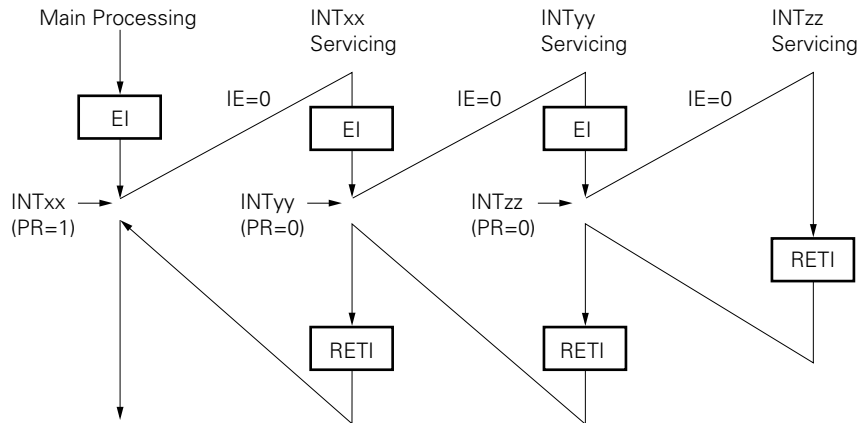 Main Processing
INTxx
Servicing
INTyy
Servicing
INTzz
Servicing
EI
IE=0
EI
IE=0
EI
IE=0
INTxx
(PR=1)
INTyy
(PR=0)
INTzz
(PR=0)
RETI
RETI
RETI